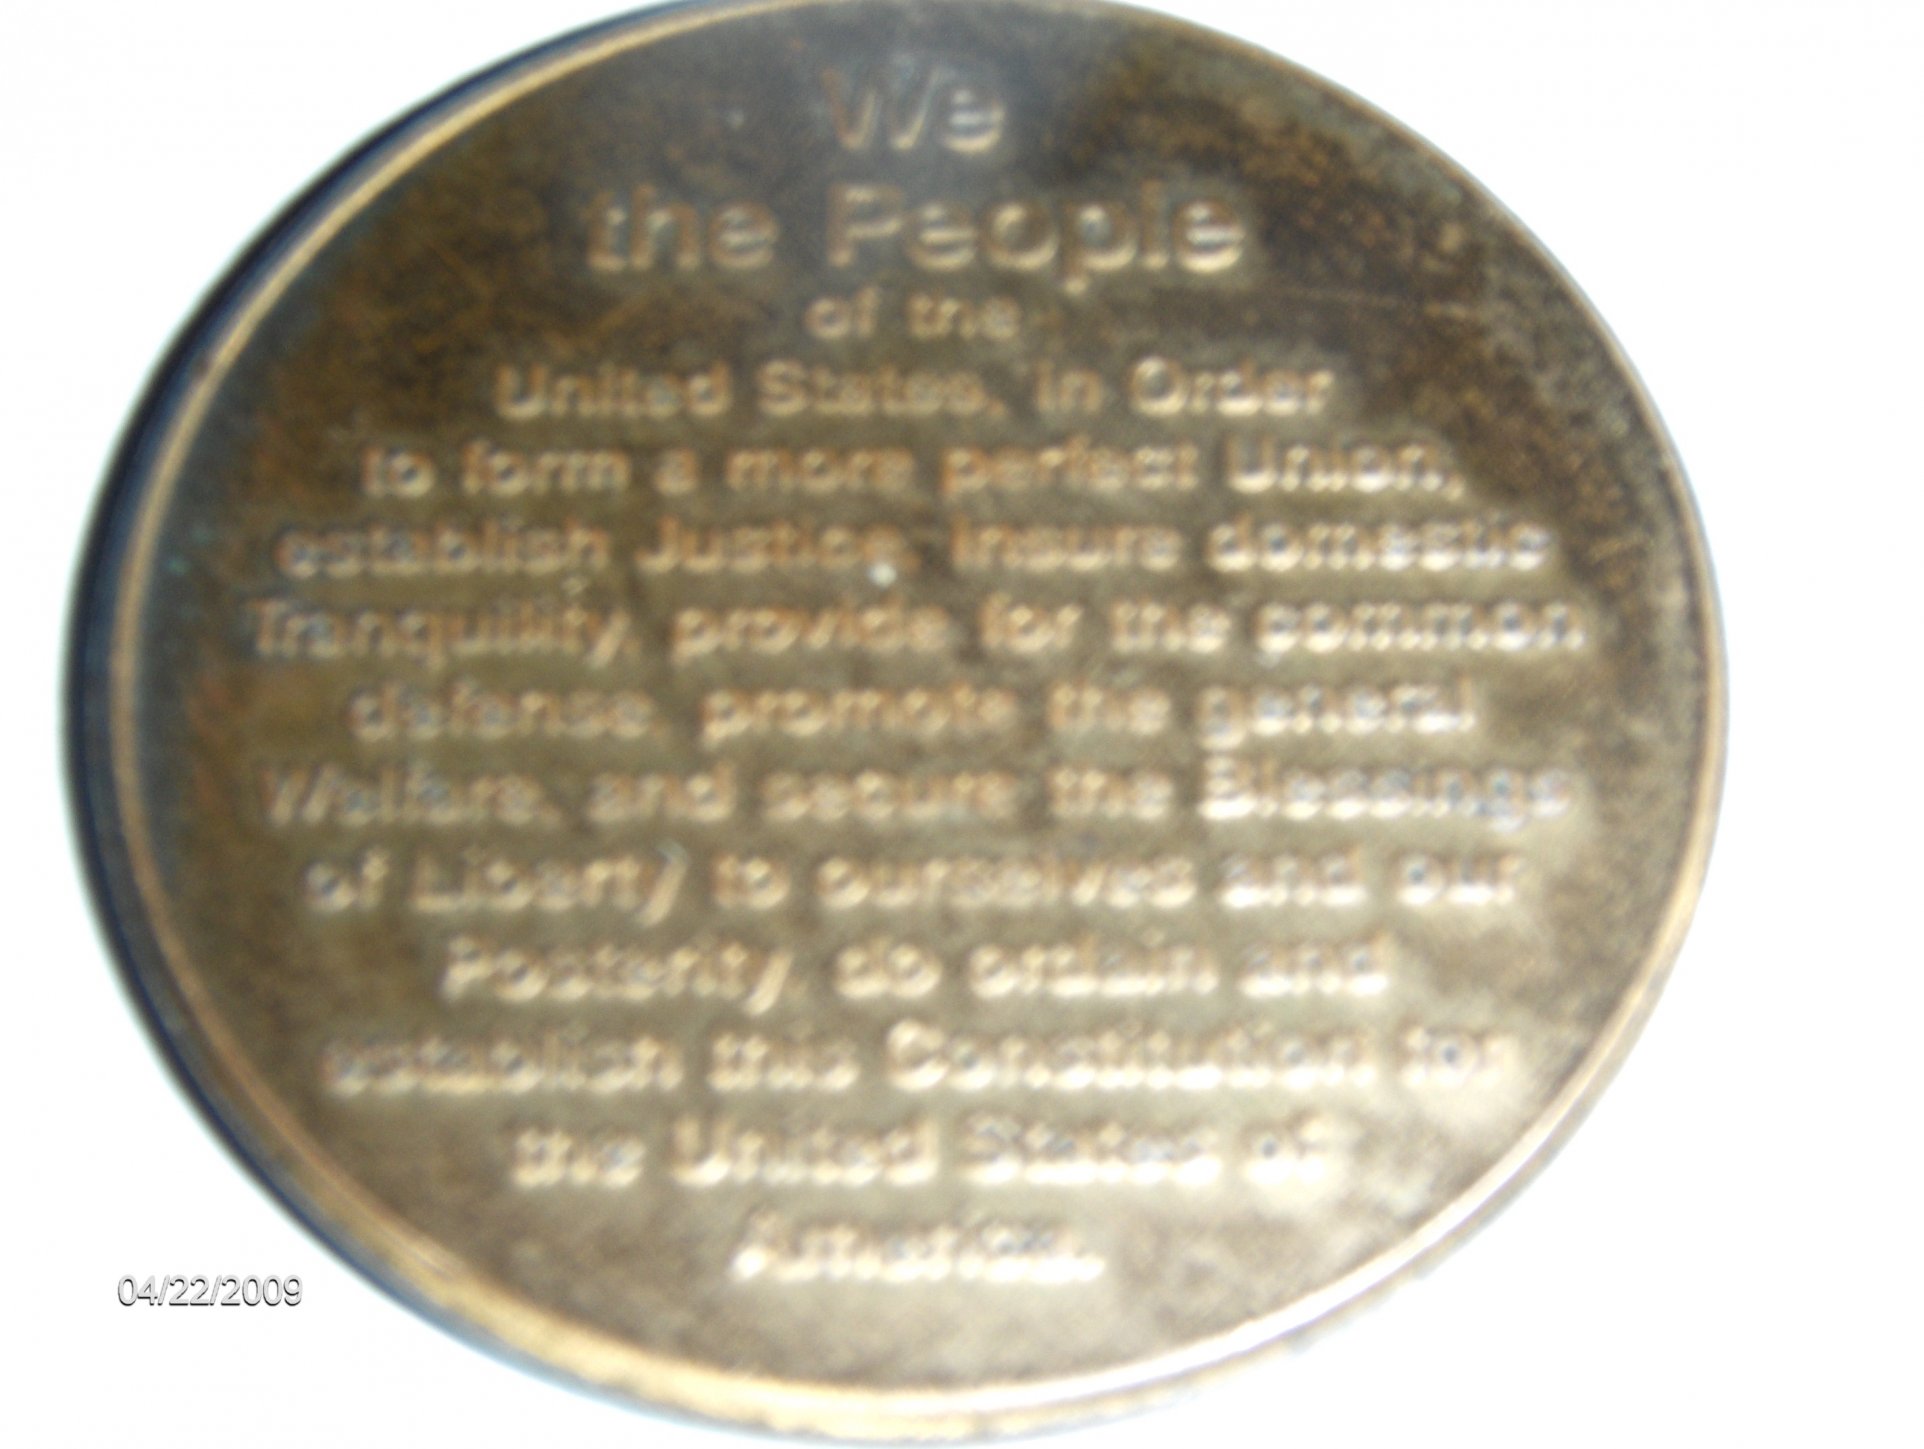 We
the People
of the
United States, in Order
to form a more perfect Union,
establish Justice, insure domestic
Tranquility, provide for the common
defense, promote the general
Welfare, and secure the Blessings
of Liberty to ourselves and our
Posterity, do ordain and
establish this Constitution for
the United States of
America.
04/22/2009